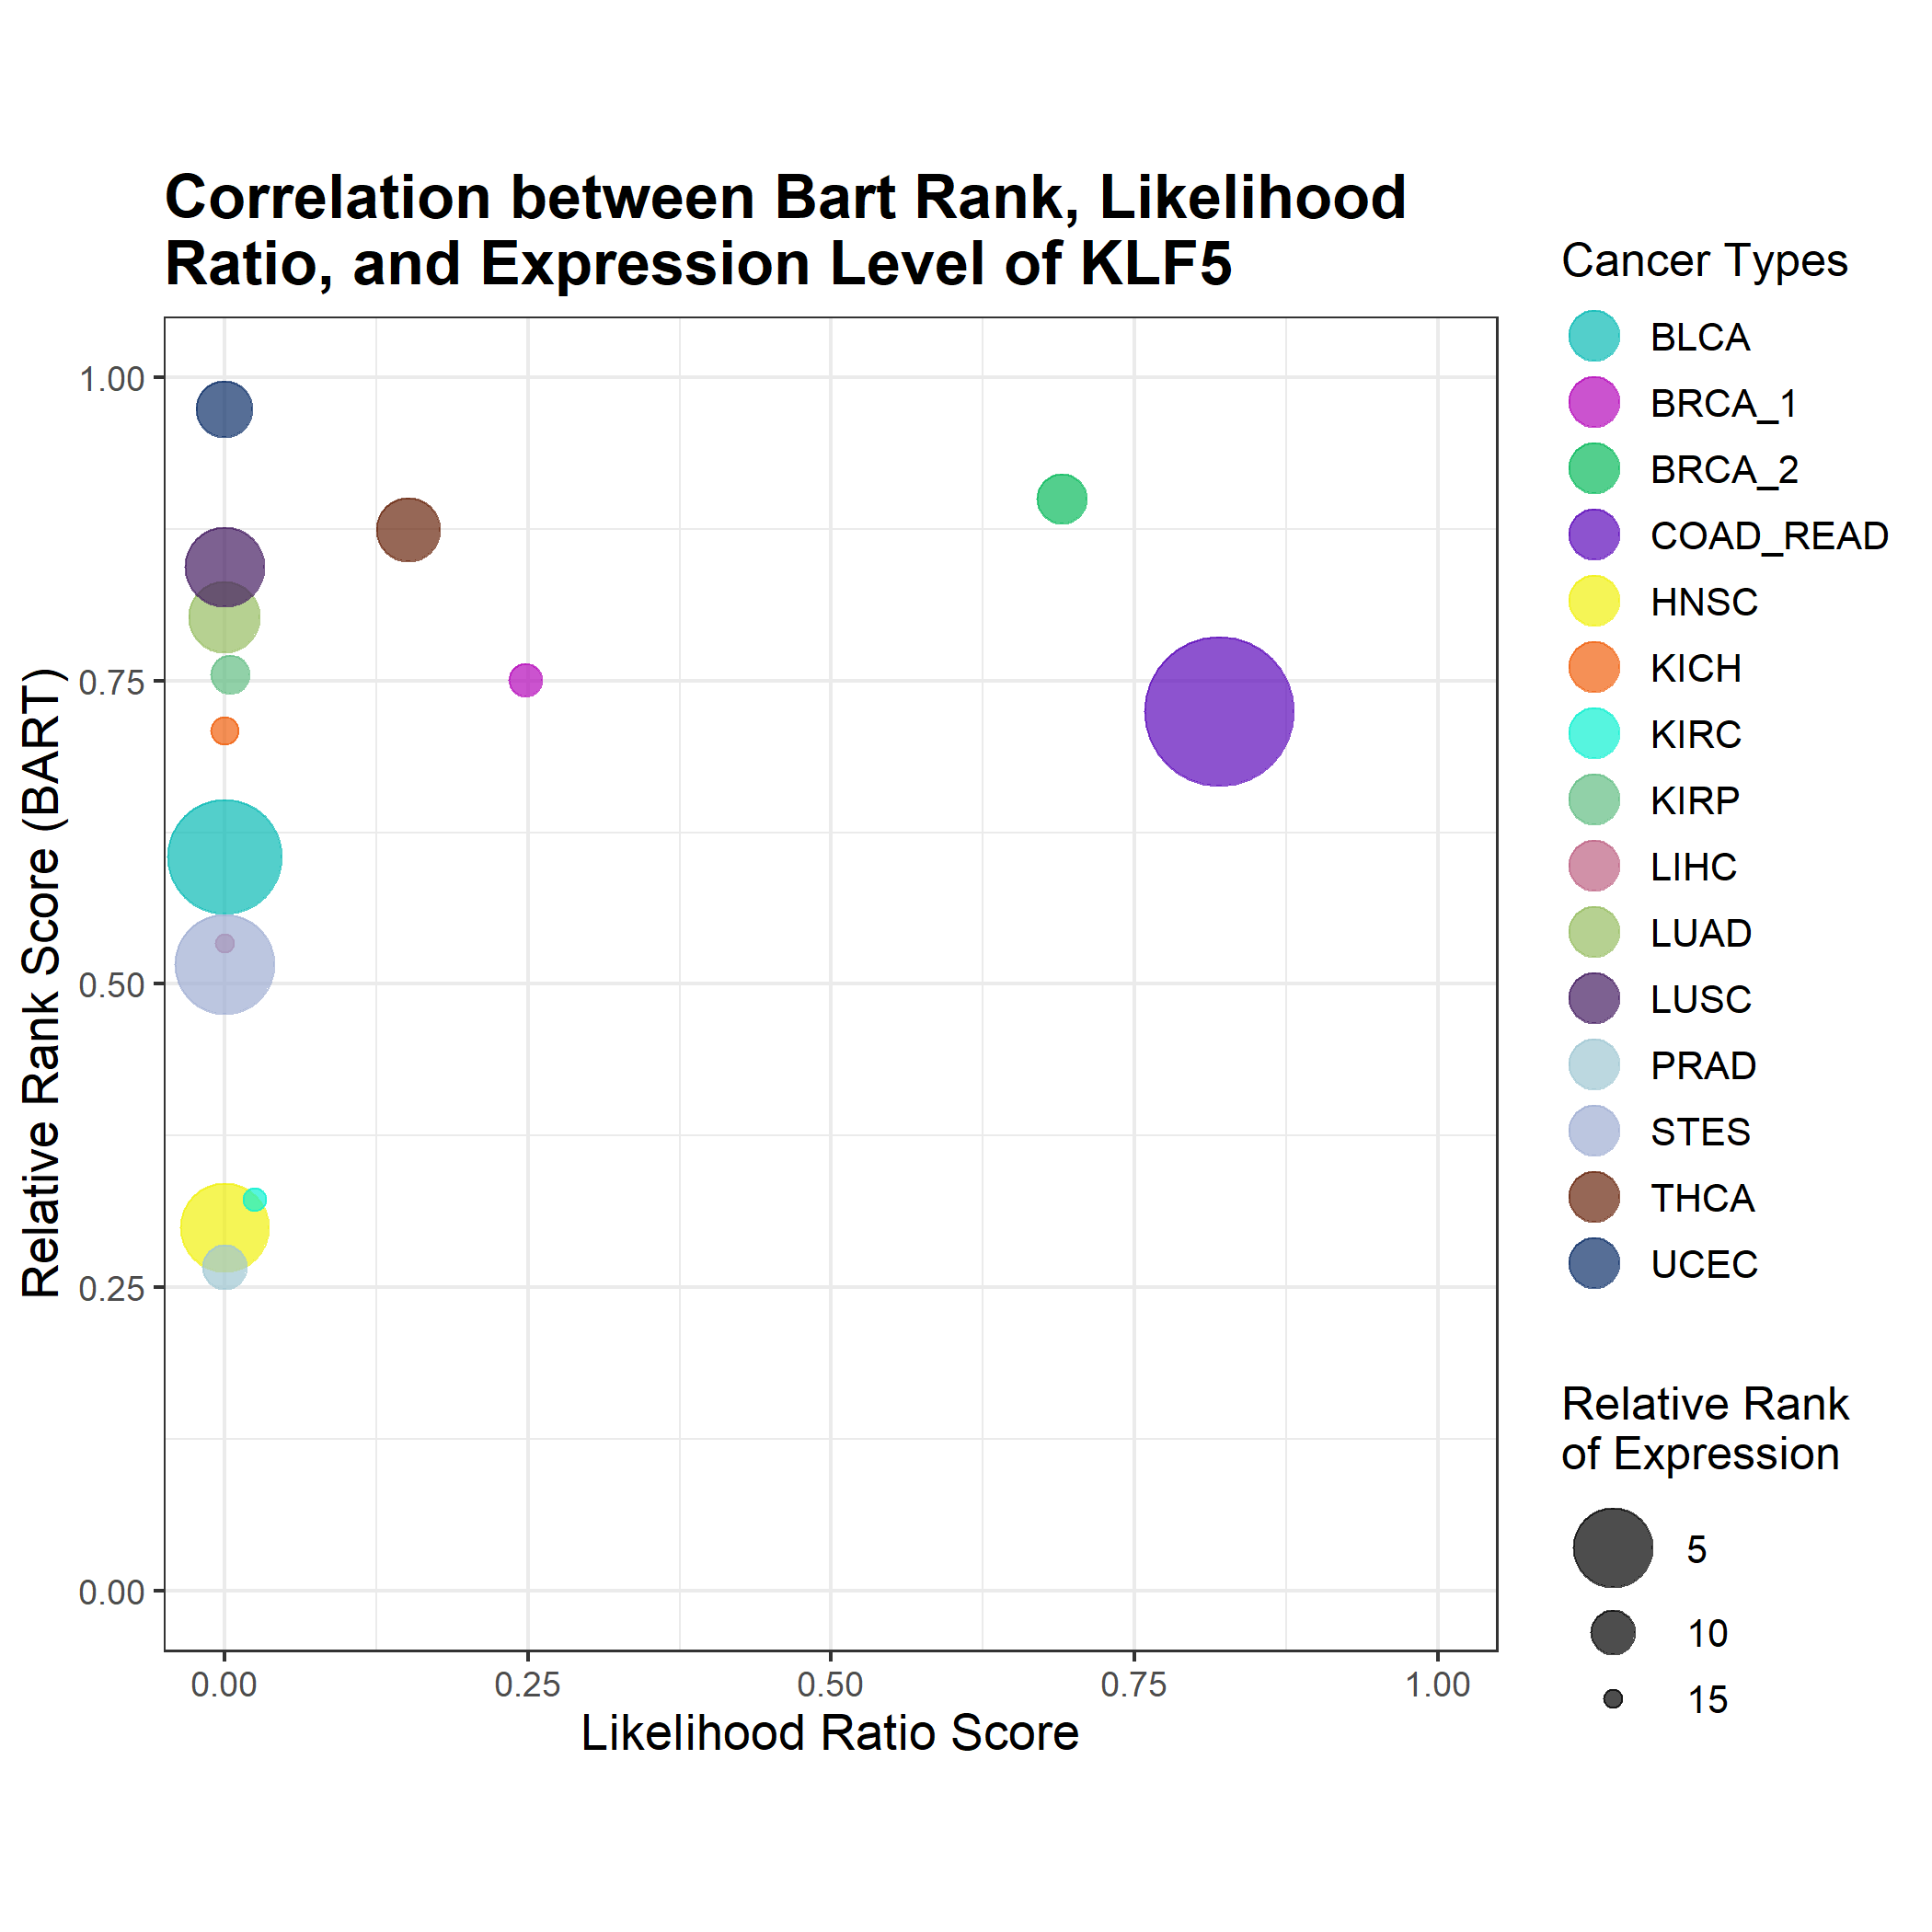 Correlation between Bart Rank, Likelihood
Ratio, and Expression Level of KLF5
Relative Rank Score (BART)
1.00
0.75
0.50
0.25
0.00
0.00
0.25
0.50
0.75
1.00
Likelihood Ratio Score
Cancer Types
BLCA
BRCA_1
BRCA_2
COAD_READ
HNSC
KICH
KIRC
KIRP
LIHC
LUAD
LUSC
PRAD
STES
THCA
UCEC
Relative Rank
of Expression
5
10
15